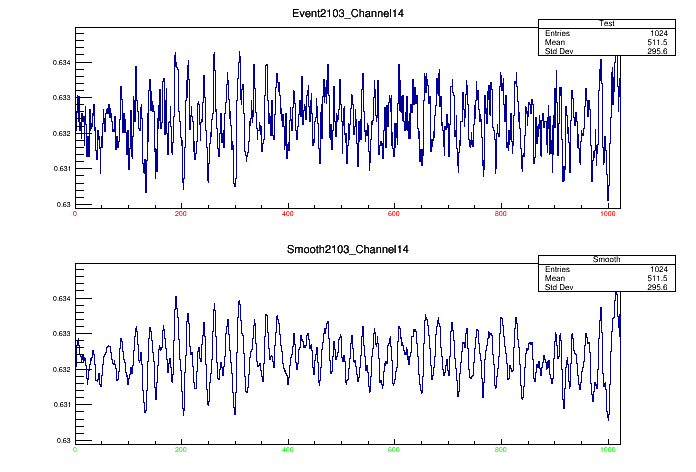 Event2103_Channel14
Test
Entries 1024
Mean 511.5
Std Dev 295.6
0.634
0.633
0.632
0.631
0.63
0 200 400 600 800 1000
Smooth2103_Channel14
Smooth
Entries 1024
Mean 511.5
Std Dev 295.6
0.634
0.633
0.632
0.631
0.63
0 200 400 600 800 1000